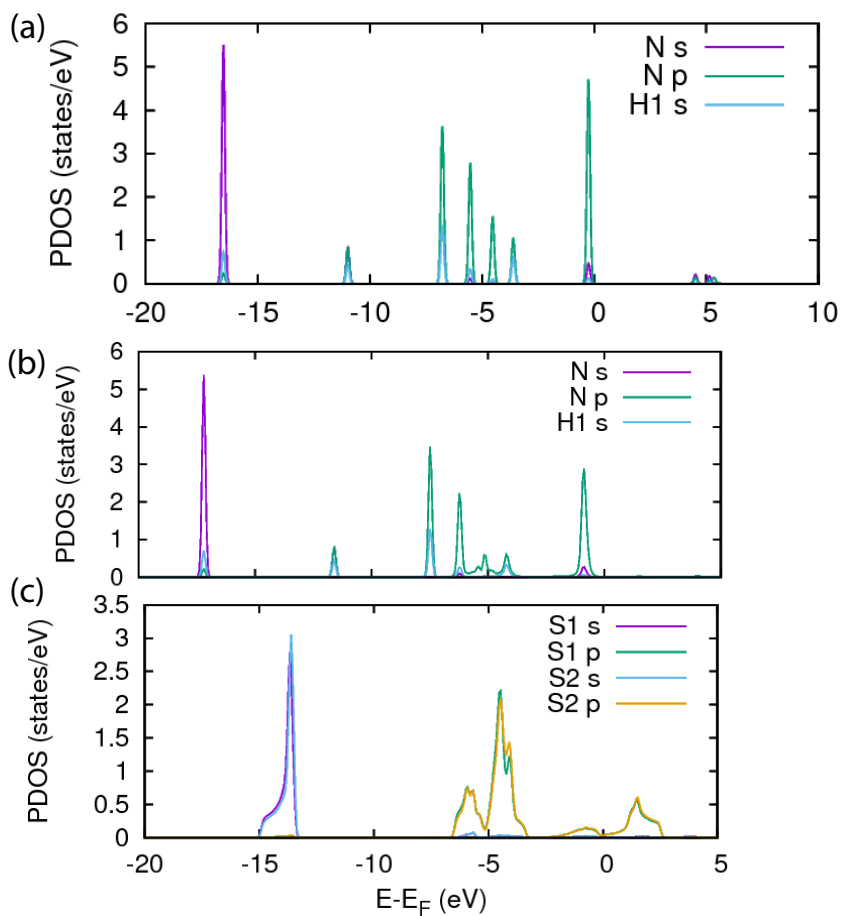 (a)
6
5
4
3
2
1
0
PDOS (states/eV)
N s
N p
H1 s
-20 -15 -10 -5 0 5 10
(b)
6
5
4
3
2
1
0
PDOS (states/eV)
N s
N p
H1 s
(c)
3.5
3
2.5
2
1.5
1
0.5
0
PDOS (states/eV)
S1 s
S1 p
S2 s
S2 p
-20 -15 -10 -5 0 5
E-E_F (eV)